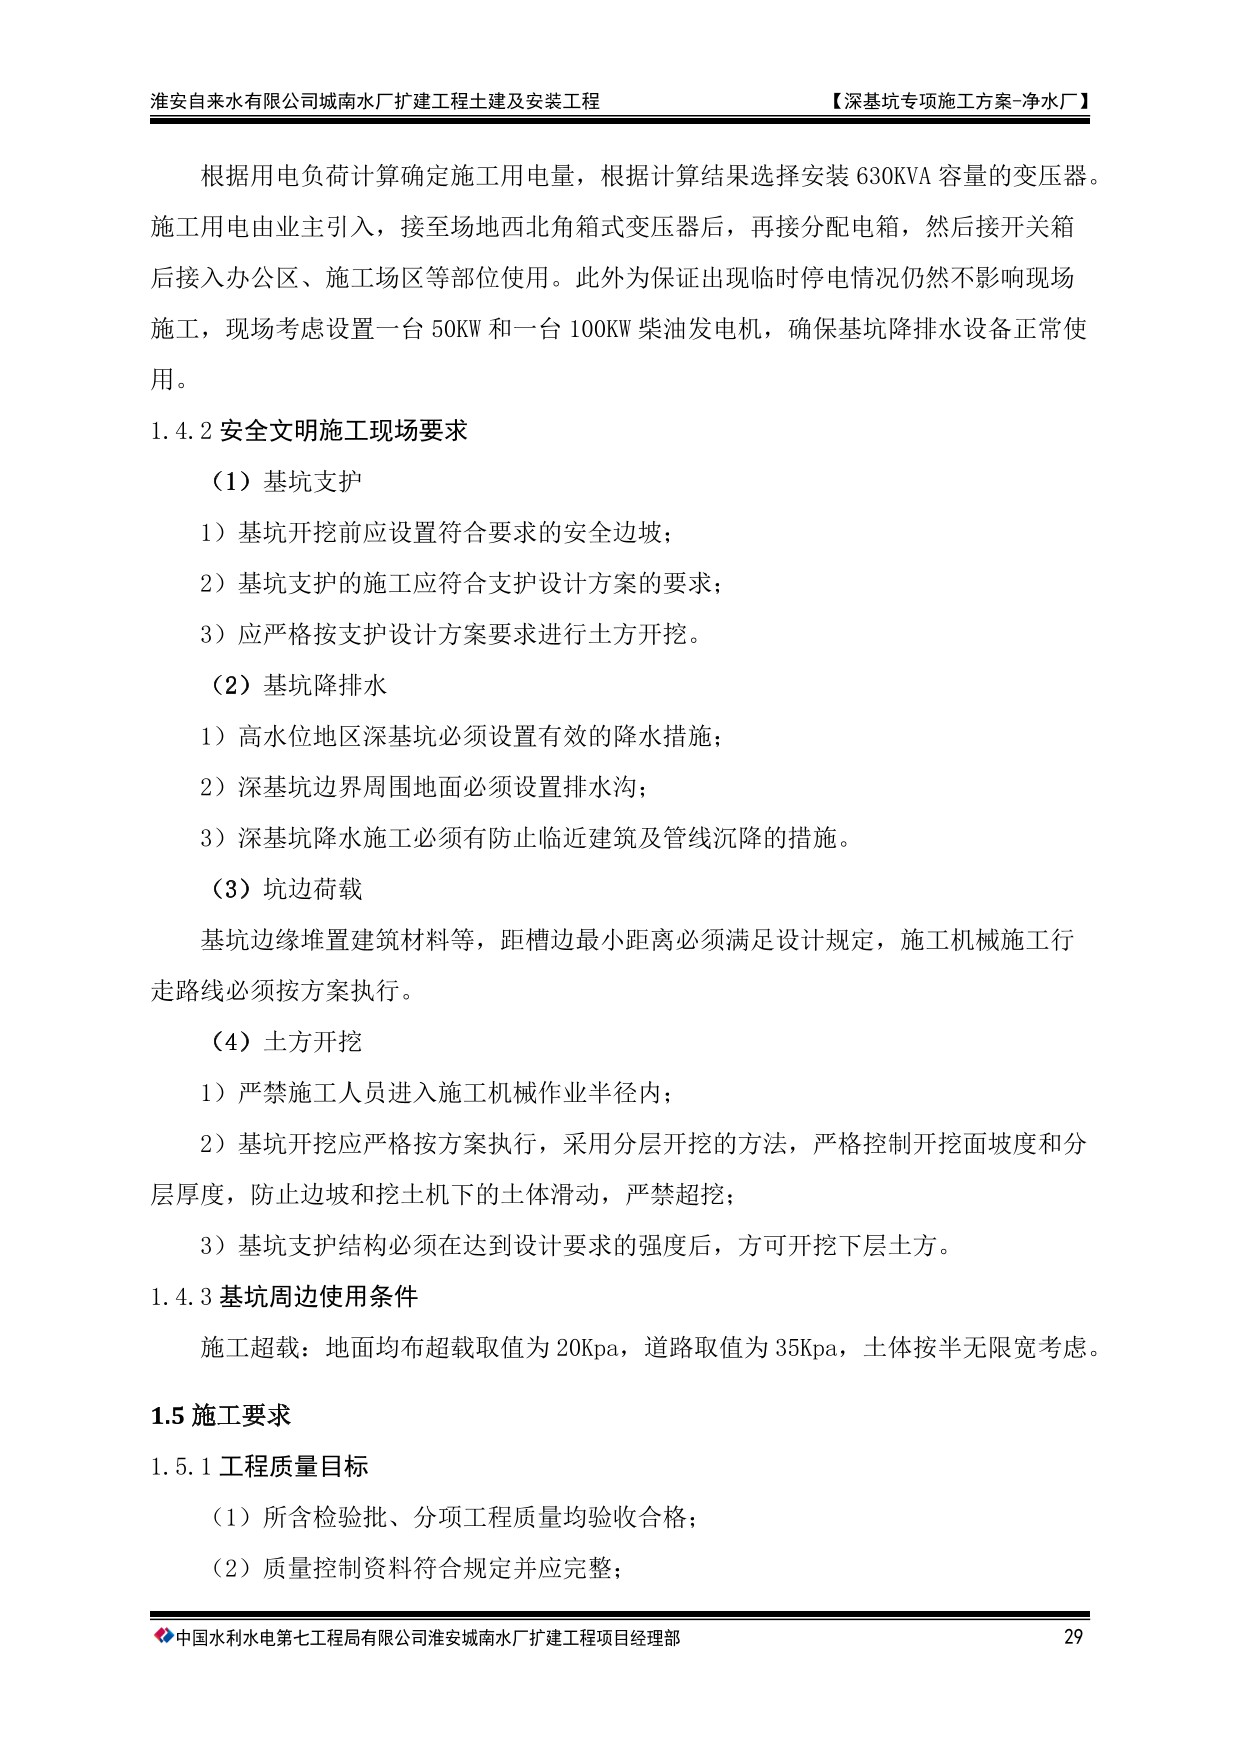 淮安自来水有限公司城南水厂扩建工程土建及安装工程 【深基坑专项施工方案-净水厂】
根据用电负荷计算确定施工用电量，根据计算结果选择安装 630KVA 容量的变压器。
施工用电由业主引入，接至场地西北角箱式变压器后，再接分配电箱，然后接开关箱
后接入办公区、施工场区等部位使用。此外为保证出现临时停电情况仍然不影响现场
施工，现场考虑设置一台 50KW 和一台 100KW 柴油发电机，确保基坑降排水设备正常使
用。
1.4.2 安全文明施工现场要求
（1）基坑支护
1）基坑开挖前应设置符合要求的安全边坡；
2）基坑支护的施工应符合支护设计方案的要求；
3）应严格按支护设计方案要求进行土方开挖。
（2）基坑降排水
1）高水位地区深基坑必须设置有效的降水措施；
2）深基坑边界周围地面必须设置排水沟；
3）深基坑降水施工必须有防止临近建筑及管线沉降的措施。
（3）坑边荷载
基坑边缘堆置建筑材料等，距槽边最小距离必须满足设计规定，施工机械施工行
走路线必须按方案执行。
（4）土方开挖
1）严禁施工人员进入施工机械作业半径内；
2）基坑开挖应严格按方案执行，采用分层开挖的方法，严格控制开挖面坡度和分
层厚度，防止边坡和挖土机下的土体滑动，严禁超挖；
3）基坑支护结构必须在达到设计要求的强度后，方可开挖下层土方。
1.4.3 基坑周边使用条件
施工超载：地面均布超载取值为 20Kpa，道路取值为 35Kpa，土体按半无限宽考虑。
1.5 施工要求
1.5.1 工程质量目标
（1）所含检验批、分项工程质量均验收合格；
（2）质量控制资料符合规定并应完整；
中国水利水电第七工程局有限公司淮安城南水厂扩建工程项目经理部 29